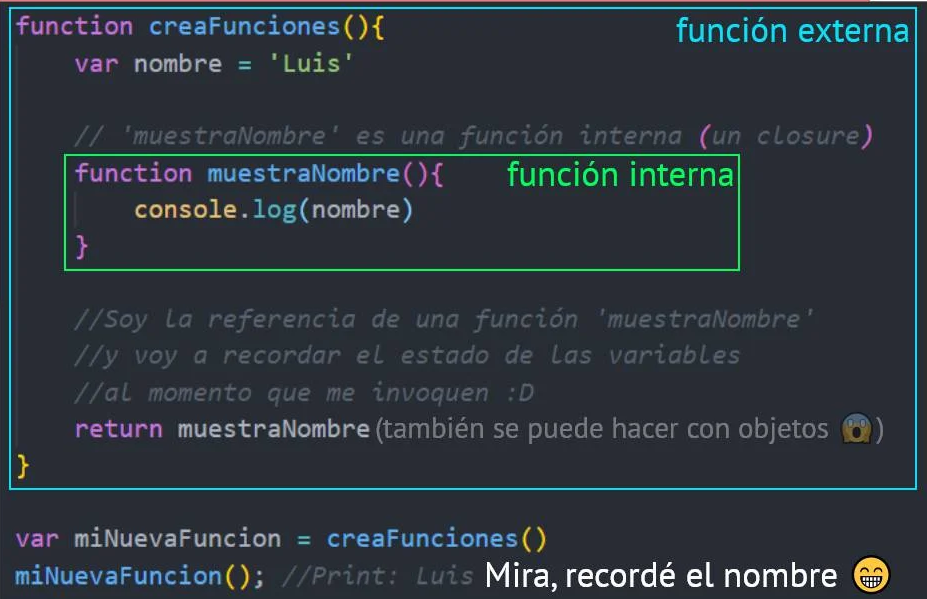 function creaFunciones(){ función externa
var nombre = 'Luis'
// 'muestraNombre' es una función interna (un closure)
function muestraNombre(){ función interna
console.log(nombre)
}
//Soy la referencia de una función 'muestraNombre'
//y voy a recordar el estado de las variables
//al momento que me invoquen :D
return muestraNombre (también se puede hacer con objetos 😱)
}
var miNuevaFuncion = creaFunciones()
miNuevaFuncion(); //Print: Luis Mira, recordé el nombre 😁